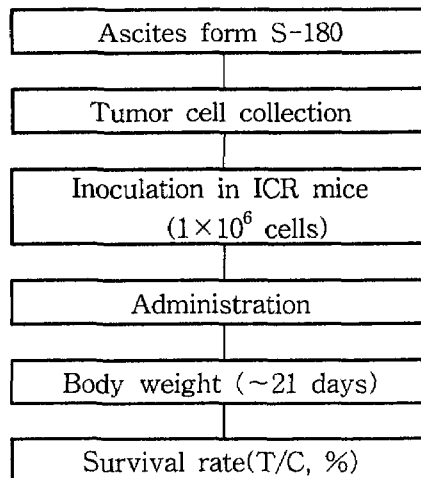 Ascites form S-180
Tumor cell collection
Inoculation in ICR mice
(1×10⁶ cells)
Administration
Body weight (~21 days)
Survival rate(T/C, %)